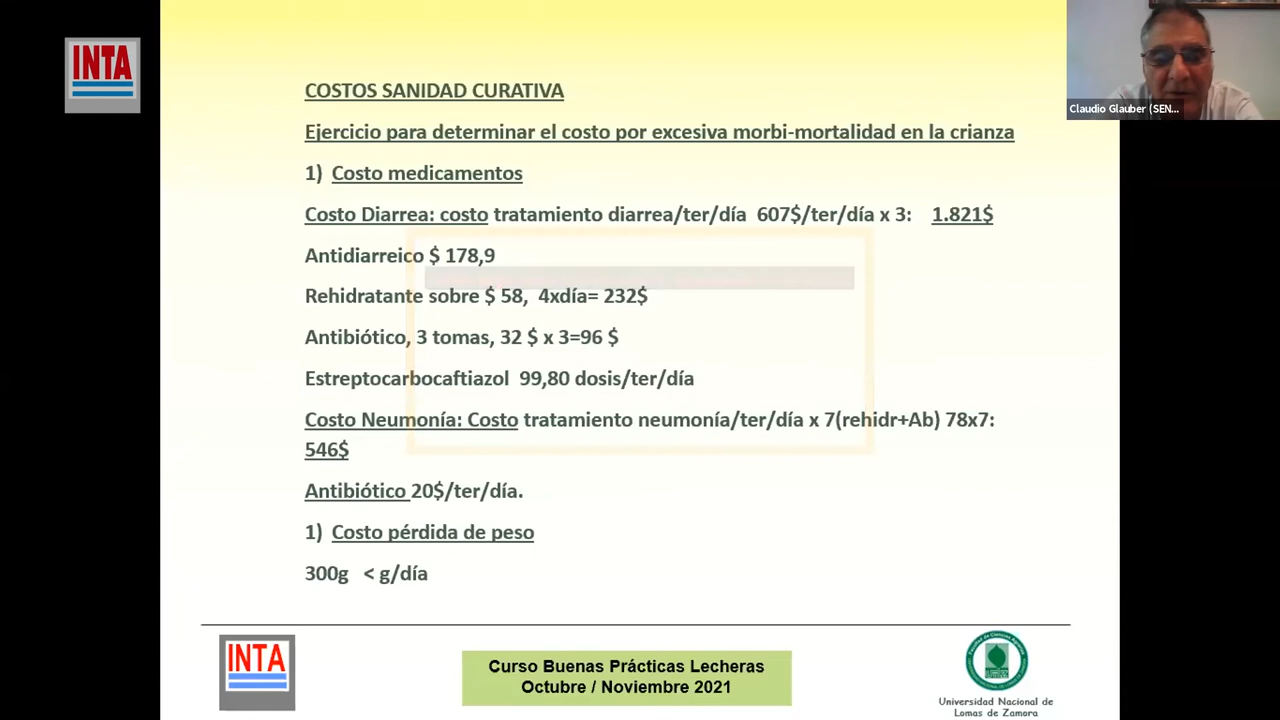 INTA
Claudio Glauber (SEN...
COSTOS SANIDAD CURATIVA
Ejercicio para determinar el costo por excesiva morbi-mortalidad en la crianza
1) Costo medicamentos
Costo Diarrea: costo tratamiento diarrea/ter/día 607$/ter/día x 3: 1.821$
Antidiarreico $ 178,9
Rehidratante sobre $ 58, 4xdía= 232$
Antibiótico, 3 tomas, 32 $ x 3=96 $
Estreptocarbocaftiazol 99,80 dosis/ter/día
Costo Neumonía: Costo tratamiento neumonía/ter/día x 7(rehidr+Ab) 78x7:
546$
Antibiótico 20$/ter/día.
1) Costo pérdida de peso
300g < g/día
INTA
Curso Buenas Prácticas Lecheras
Octubre / Noviembre 2021
Universidad Nacional de
Lomas de Zamora